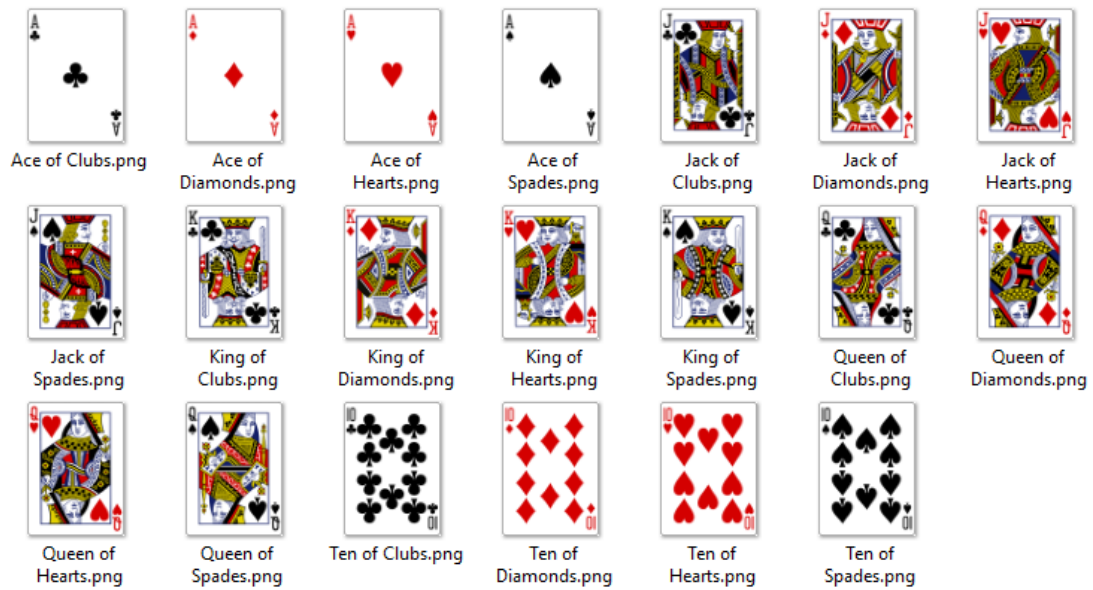 A A A A J J J
Ace of Clubs.png Ace of Diamonds.png Ace of Hearts.png Ace of Spades.png Jack of Clubs.png Jack of Diamonds.png Jack of Hearts.png
J K K K K Q Q
Jack of Spades.png King of Clubs.png King of Diamonds.png King of Hearts.png King of Spades.png Queen of Clubs.png Queen of Diamonds.png
Q Q 10 10 10 10
Queen of Hearts.png Queen of Spades.png Ten of Clubs.png Ten of Diamonds.png Ten of Hearts.png Ten of Spades.png